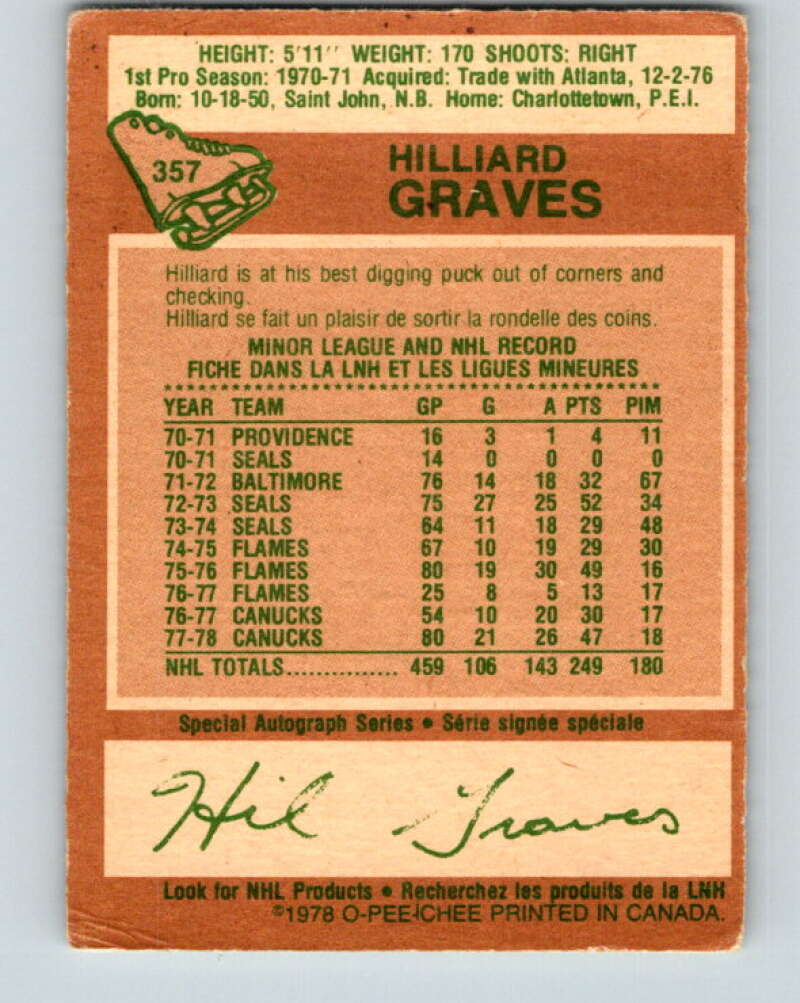 HEIGHT: 5'11" WEIGHT: 170 SHOOTS: RIGHT
1st Pro Season: 1970-71 Acquired: Trade with Atlanta, 12-2-76
Born: 10-18-50, Saint John, N.B. Home: Charlottetown, P.E.I.
357
HILLIARD
GRAVES
Hilliard is at his best digging puck out of corners and
checking.
Hilliard se fait un plaisir de sortir la rondelle des coins.
MINOR LEAGUE AND NHL RECORD
FICHE DANS LA LNH ET LES LIGUES MINEURES
YEAR TEAM GP G A PTS PIM
70-71 PROVIDENCE 16 3 1 4 11
70-71 SEALS 14 0 0 0 0
71-72 BALTIMORE 76 14 18 32 67
72-73 SEALS 75 27 25 52 34
73-74 SEALS 64 11 18 29 48
74-75 FLAMES 67 10 19 29 30
75-76 FLAMES 80 19 30 49 16
76-77 FLAMES 25 8 5 13 17
76-77 CANUCKS 54 10 20 30 17
77-78 CANUCKS 80 21 26 47 18
NHL TOTALS............... 459 106 143 249 180
Special Autograph Series • Série signée spéciale
Hil Graves
Look for NHL Products • Recherchez les produits de la LNH
©1978 O-PEE-CHEE PRINTED IN CANADA.